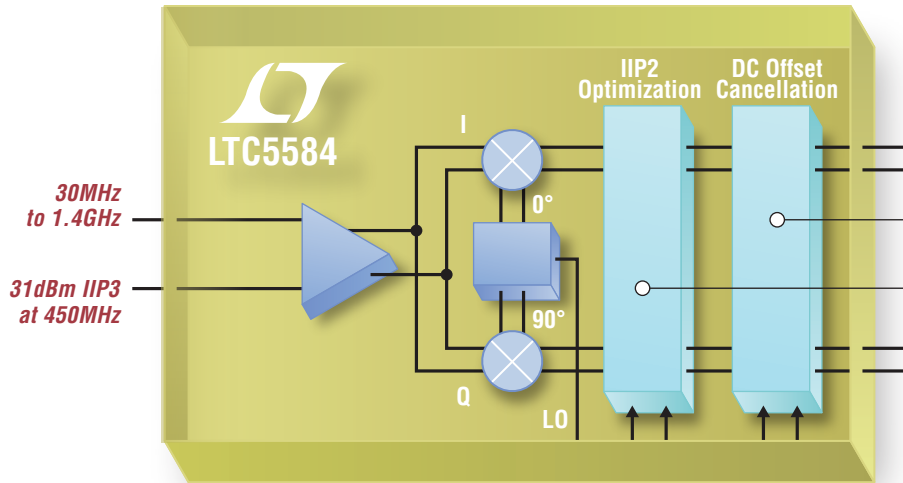 IIP2
Optimization
DC Offset
Cancellation
LTC5584
I
30MHz
to 1.4GHz
0°
31dBm IIP3
at 450MHz
90°
Q
LO